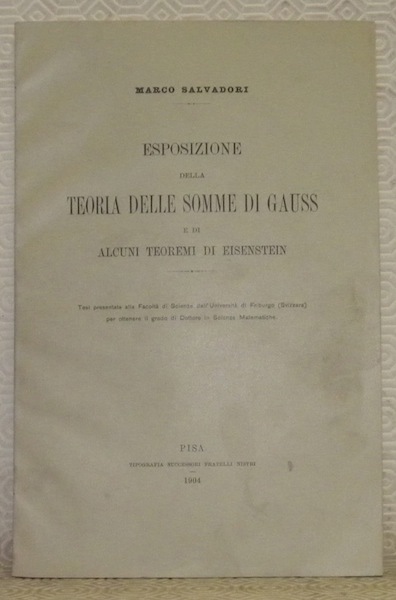 MARCO SALVADORI
ESPOSIZIONE
DELLA
TEORIA DELLE SOMME DI GAUSS
E DI
ALCUNI TEOREMI DI EISENSTEIN
Tesi presentata alla Facoltà di Scienze dell'Università di Friburgo (Svizzera)
per ottenere il grado di Dottore in Scienze Matematiche.
PISA
TIPOGRAFIA SUCCESSORI FRATELLI NISTRI
1904